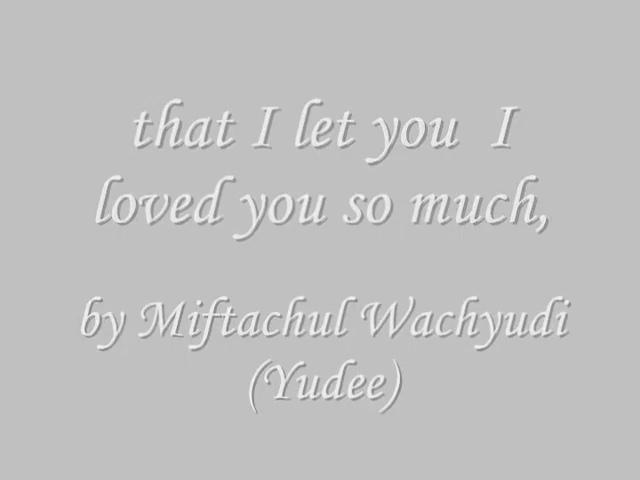 that I let you  I
loved you so much,
by Miftachul Wachyudi
(Yudee)